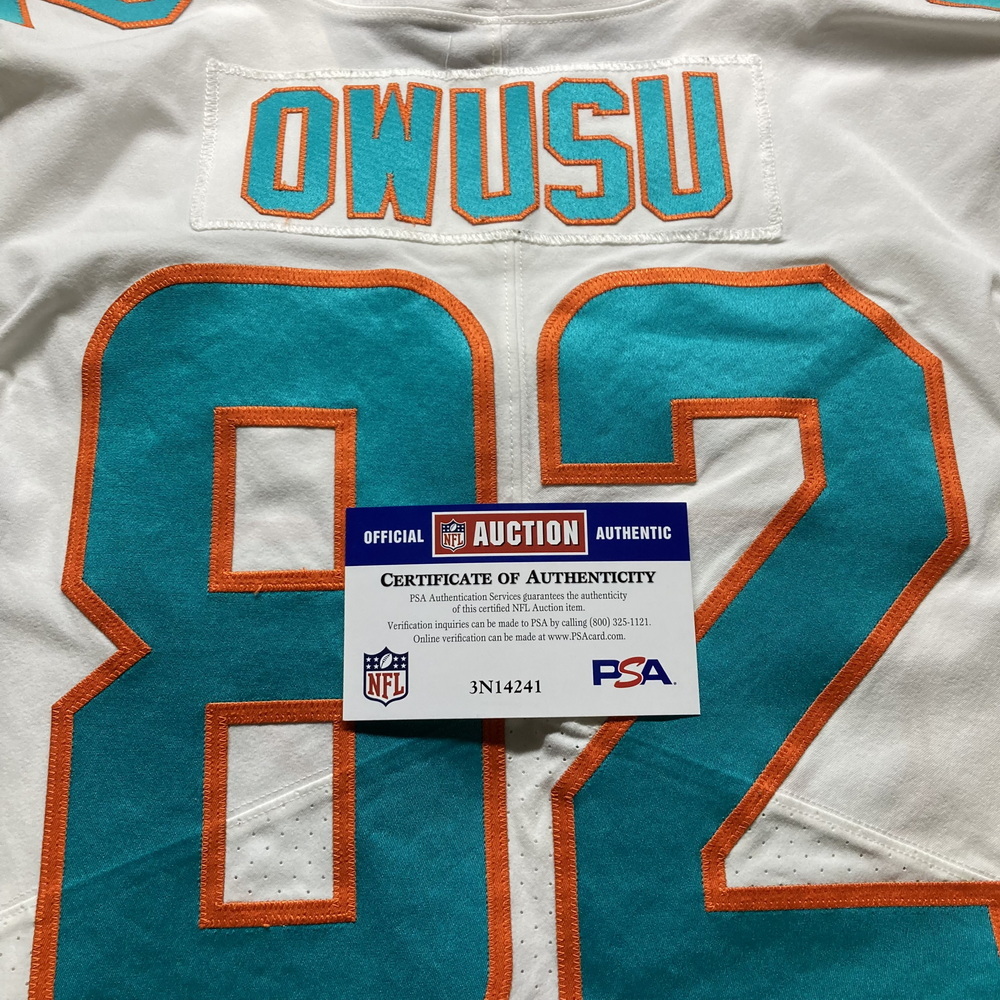 OWUSU
82
OFFICIAL NFL AUCTION AUTHENTIC
CERTIFICATE OF AUTHENTICITY
PSA Authentication Services guarantees the authenticity
of this certified NFL Auction item.
Verification inquiries can be made to PSA by calling (800) 325-1121.
Online verification can be made at www.PSAcard.com.
NFL 3N14241 PSA